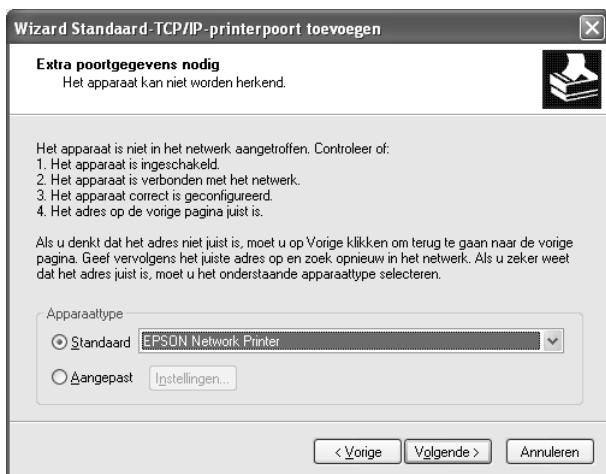 Wizard Standaard-TCP/IP-printerpoort toevoegen
Extra poortgegevens nodig
Het apparaat kan niet worden herkend.
Het apparaat is niet in het netwerk aangetroffen. Controleer of:
1. Het apparaat is ingeschakeld.
2. Het apparaat is verbonden met het netwerk.
3. Het apparaat correct is geconfigureerd.
4. Het adres op de vorige pagina juist is.
Als u denkt dat het adres niet juist is, moet u op Vorige klikken om terug te gaan naar de vorige
pagina. Geef vervolgens het juiste adres op en zoek opnieuw in het netwerk. Als u zeker weet
dat het adres juist is, moet u het onderstaande apparaattype selecteren.
Apparaattype
Standaard EPSON Network Printer
Aangepast Instellingen...
< Vorige Volgende > Annuleren